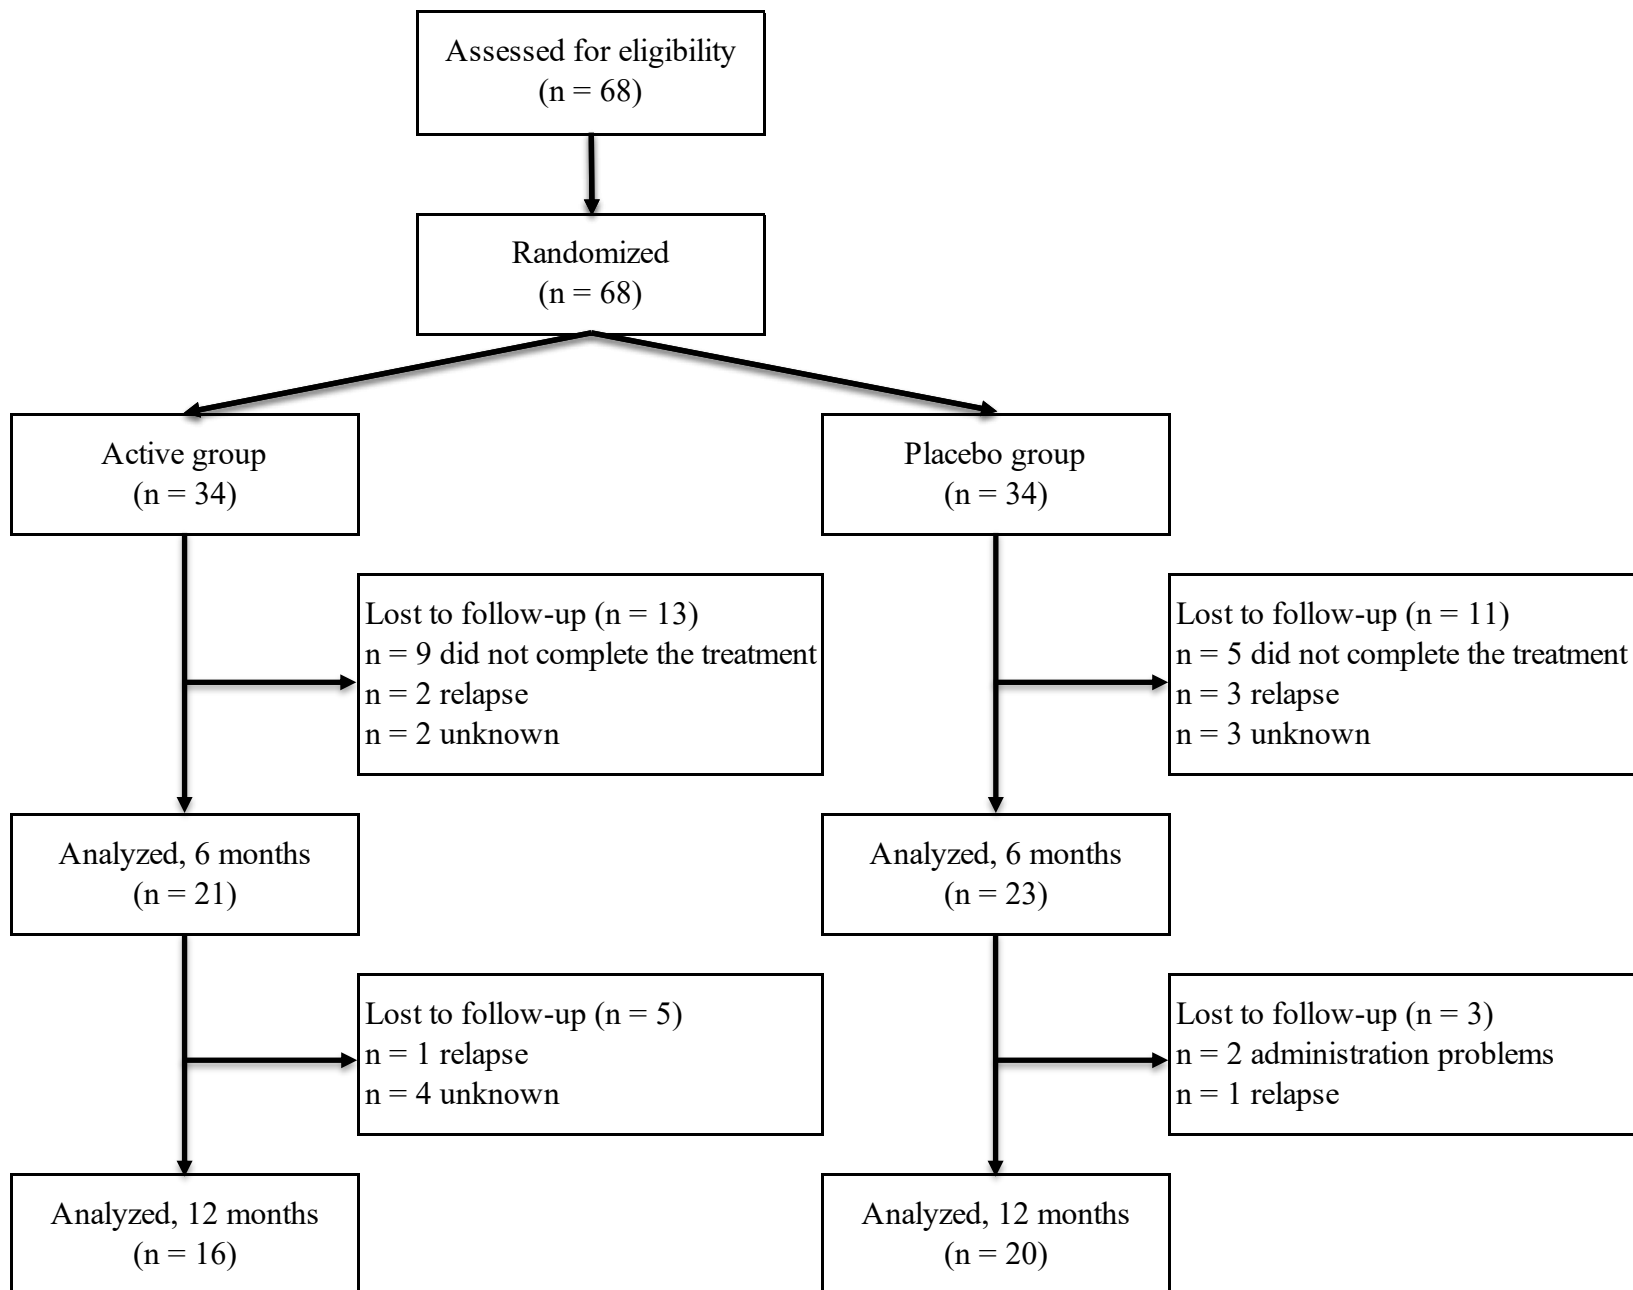 Assessed for eligibility
(n = 68)
Randomized
(n = 68)
Active group
(n = 34)
Placebo group
(n = 34)
Lost to follow-up (n = 13)
n = 9 did not complete the treatment
n = 2 relapse
n = 2 unknown
Lost to follow-up (n = 11)
n = 5 did not complete the treatment
n = 3 relapse
n = 3 unknown
Analyzed, 6 months
(n = 21)
Analyzed, 6 months
(n = 23)
Lost to follow-up (n = 5)
n = 1 relapse
n = 4 unknown
Lost to follow-up (n = 3)
n = 2 administration problems
n = 1 relapse
Analyzed, 12 months
(n = 16)
Analyzed, 12 months
(n = 20)